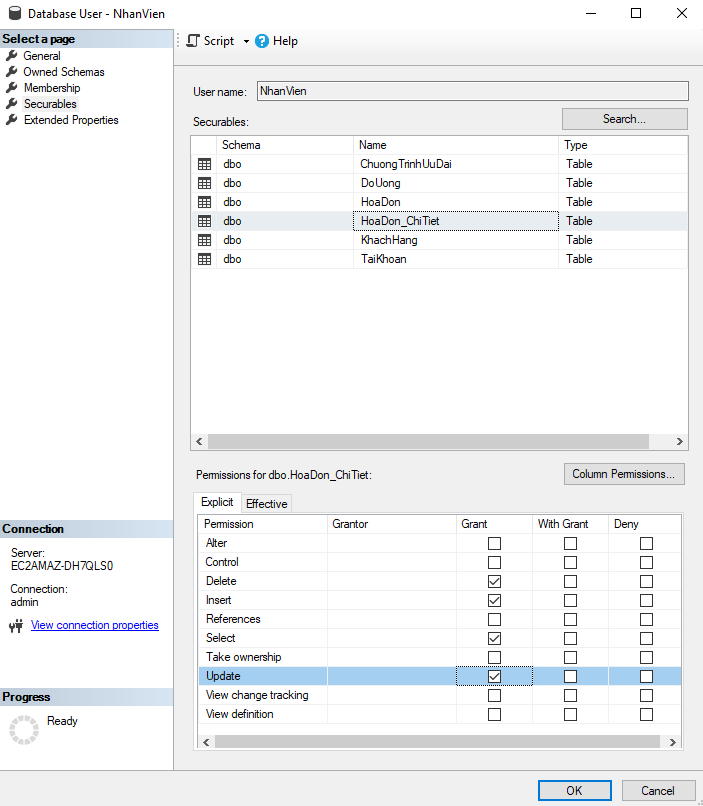 Database User - NhanVien
Select a page
General
Owned Schemas
Membership
Securables
Extended Properties
Script
Help
User name: NhanVien
Securables: Search...
Schema Name Type
dbo ChuongTrinhUuDai Table
dbo DoUong Table
dbo HoaDon Table
dbo HoaDon_ChiTiet Table
dbo KhachHang Table
dbo TaiKhoan Table
Permissions for dbo.HoaDon_ChiTiet: Column Permissions...
Explicit Effective
Permission Grantor Grant With Grant Deny
Alter
Control
Delete
Insert
References
Select
Take ownership
Update
View change tracking
View definition
Connection
Server:
EC2AMAZ-DH7QLS0
Connection:
admin
View connection properties
Progress
Ready
OK Cancel